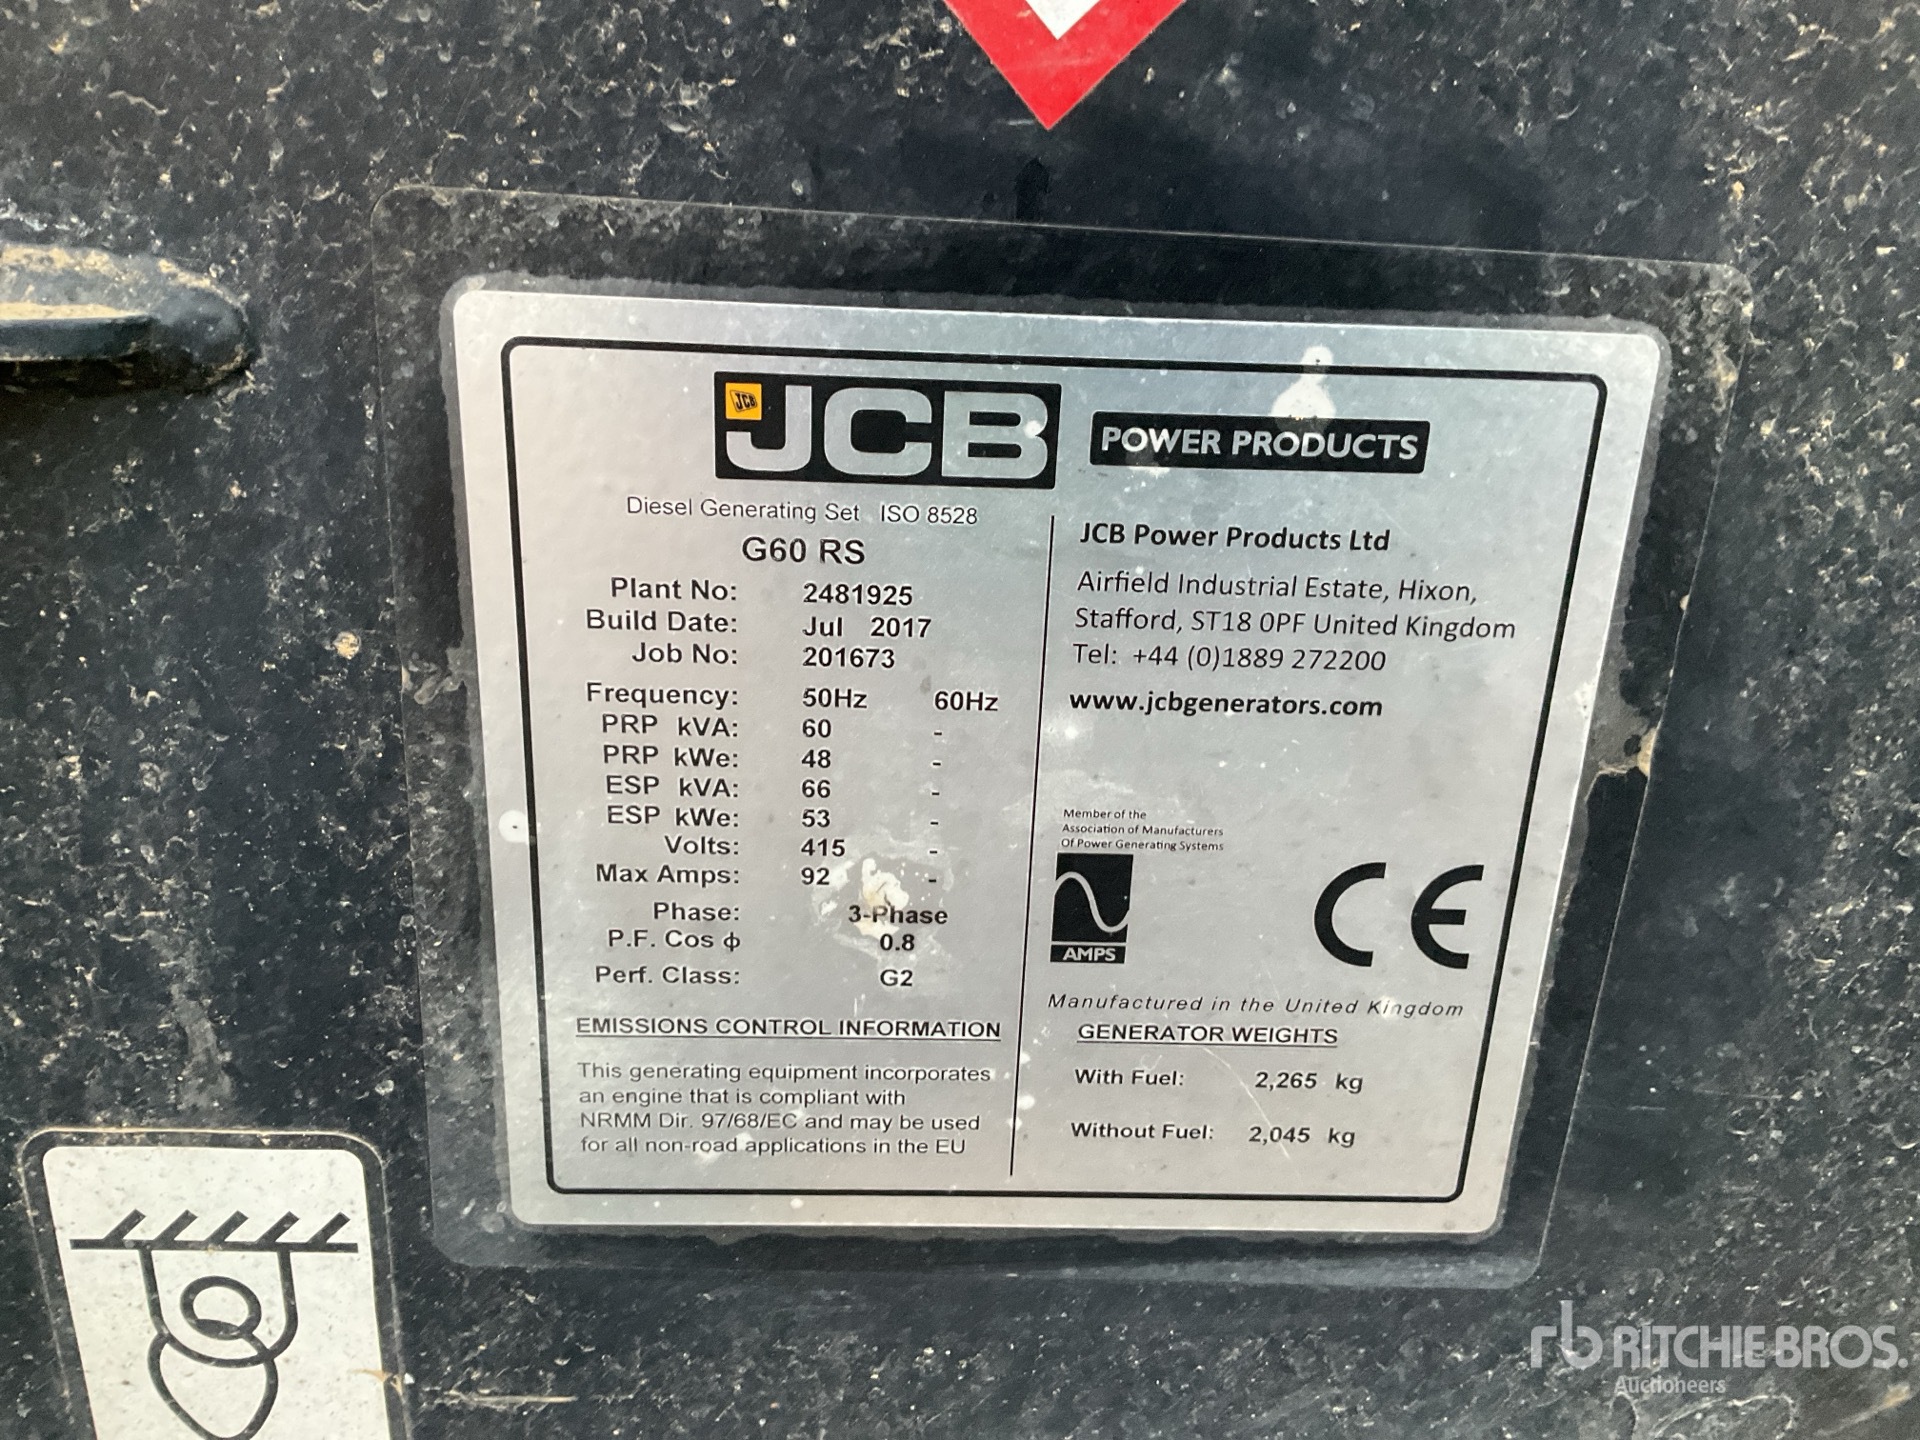 JCB
JCB
POWER PRODUCTS
Diesel Generating Set ISO 8528
G60 RS
Plant No: 2481925
Build Date: Jul 2017
Job No: 201673
Frequency: 50Hz 60Hz
PRP kVA: 60 -
PRP kWe: 48 -
ESP kVA: 66 -
ESP kWe: 53 -
Volts: 415 -
Max Amps: 92 -
Phase: 3-Phase
P.F. Cos ϕ 0.8
Perf. Class: G2
EMISSIONS CONTROL INFORMATION
This generating equipment incorporates
an engine that is compliant with
NRMM Dir. 97/68/EC and may be used
for all non-road applications in the EU
JCB Power Products Ltd
Airfield Industrial Estate, Hixon,
Stafford, ST18 0PF United Kingdom
Tel: +44 (0)1889 272200
www.jcbgenerators.com
Member of the
Association of Manufacturers
Of Power Generating Systems
AMPS
CE
Manufactured in the United Kingdom
GENERATOR WEIGHTS
With Fuel: 2,265 kg
Without Fuel: 2,045 kg
rb RITCHIE BROS.
Auctioneers